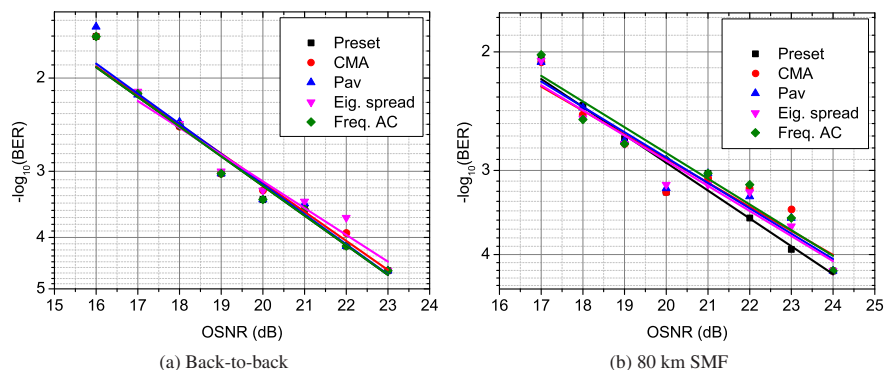 Preset
CMA
Pav
Eig. spread
Freq. AC
2
3
4
5
-log10(BER)
15 16 17 18 19 20 21 22 23 24
OSNR (dB)
(a) Back-to-back
Preset
CMA
Pav
Eig. spread
Freq. AC
2
3
4
-log10(BER)
16 17 18 19 20 21 22 23 24 25
OSNR (dB)
(b) 80 km SMF